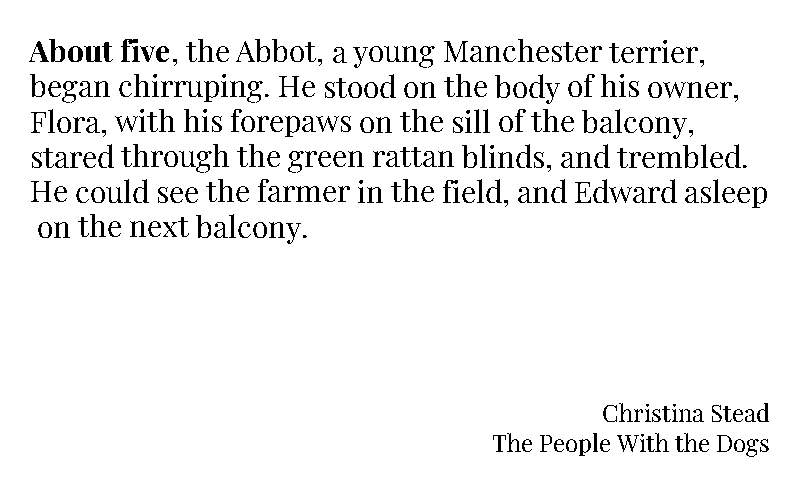 About five, the Abbot, a young Manchester terrier,
began chirruping. He stood on the body of his owner,
Flora, with his forepaws on the sill of the balcony,
stared through the green rattan blinds, and trembled.
He could see the farmer in the field, and Edward asleep
on the next balcony.
Christina Stead
The People With the Dogs